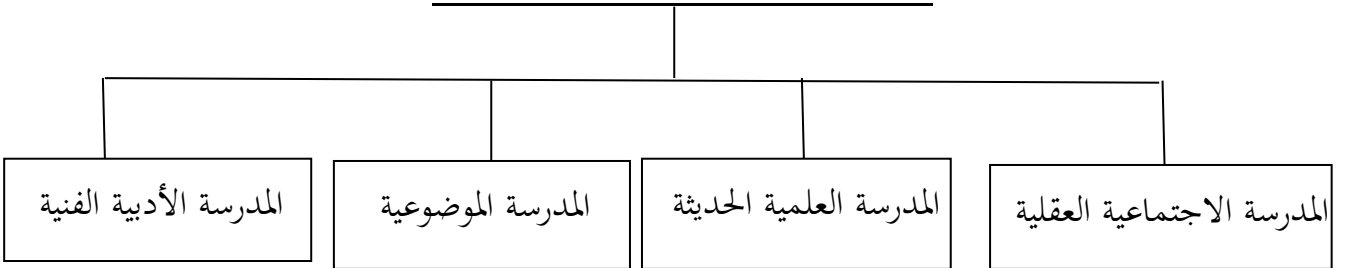 المدرسة الاجتماعية العقلية
المدرسة العلمية الحديثة
المدرسة الموضوعية
المدرسة الأدبية الفنية